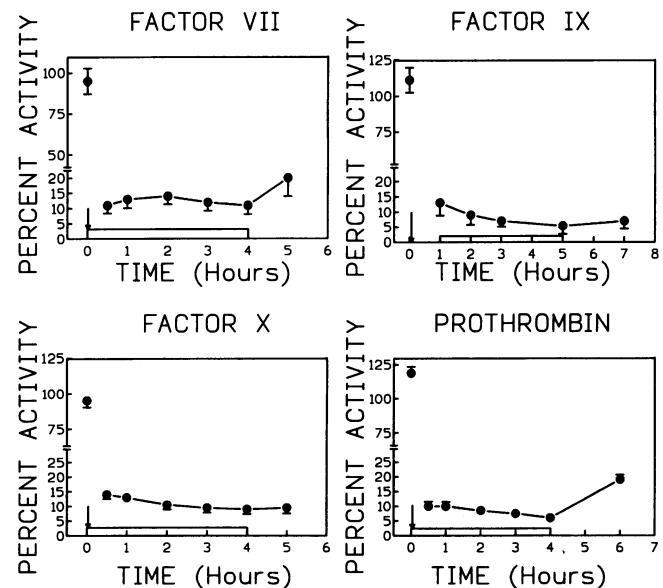 FACTOR VII
PERCENT ACTIVITY
100
75
50
20
15
10
5
0
0 1 2 3 4 5 6
TIME (Hours)
FACTOR IX
PERCENT ACTIVITY
125
100
75
20
15
10
5
0
0 1 2 3 4 5 6 7 8
TIME (Hours)
FACTOR X
PERCENT ACTIVITY
125
100
75
25
20
15
10
5
0
0 1 2 3 4 5 6
TIME (Hours)
PROTHROMBIN
PERCENT ACTIVITY
125
100
75
25
20
15
10
5
0
0 1 2 3 4 5 6 7
TIME (Hours)